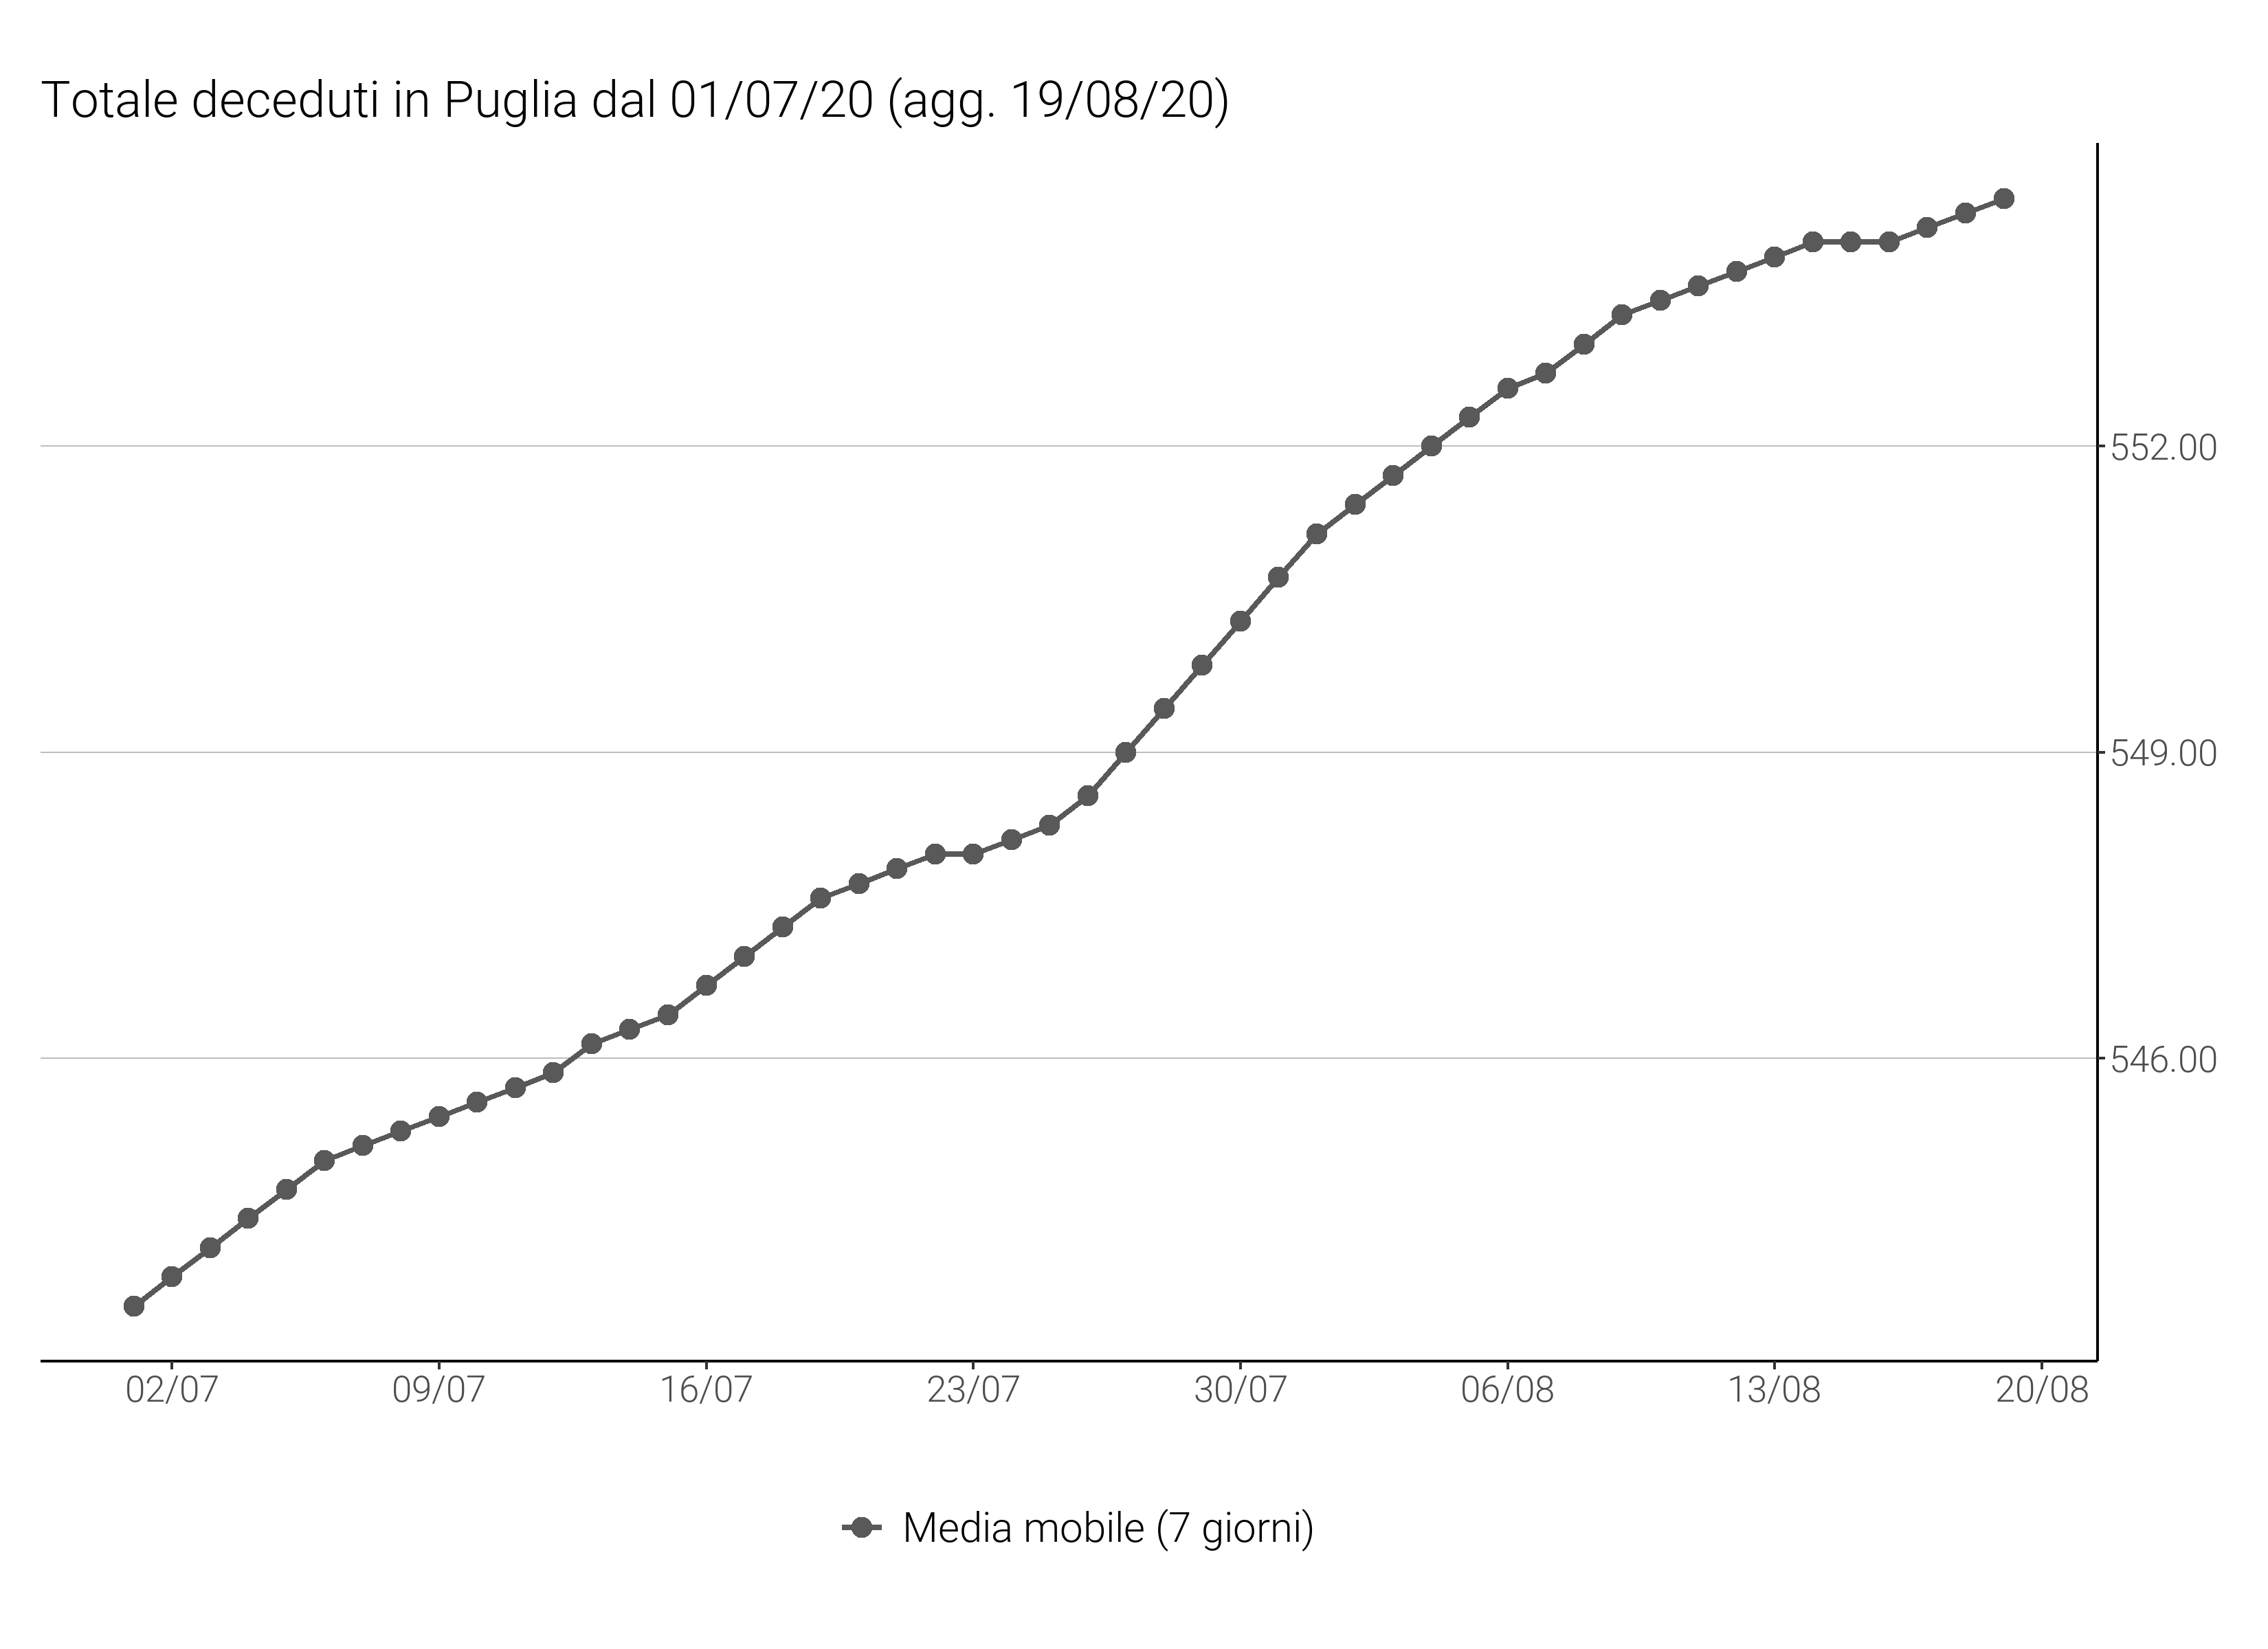 Totale deceduti in Puglia dal 01/07/20 (agg. 19/08/20)
552.00
549.00
546.00
02/07 09/07 16/07 23/07 30/07 06/08 13/08 20/08
Media mobile (7 giorni)